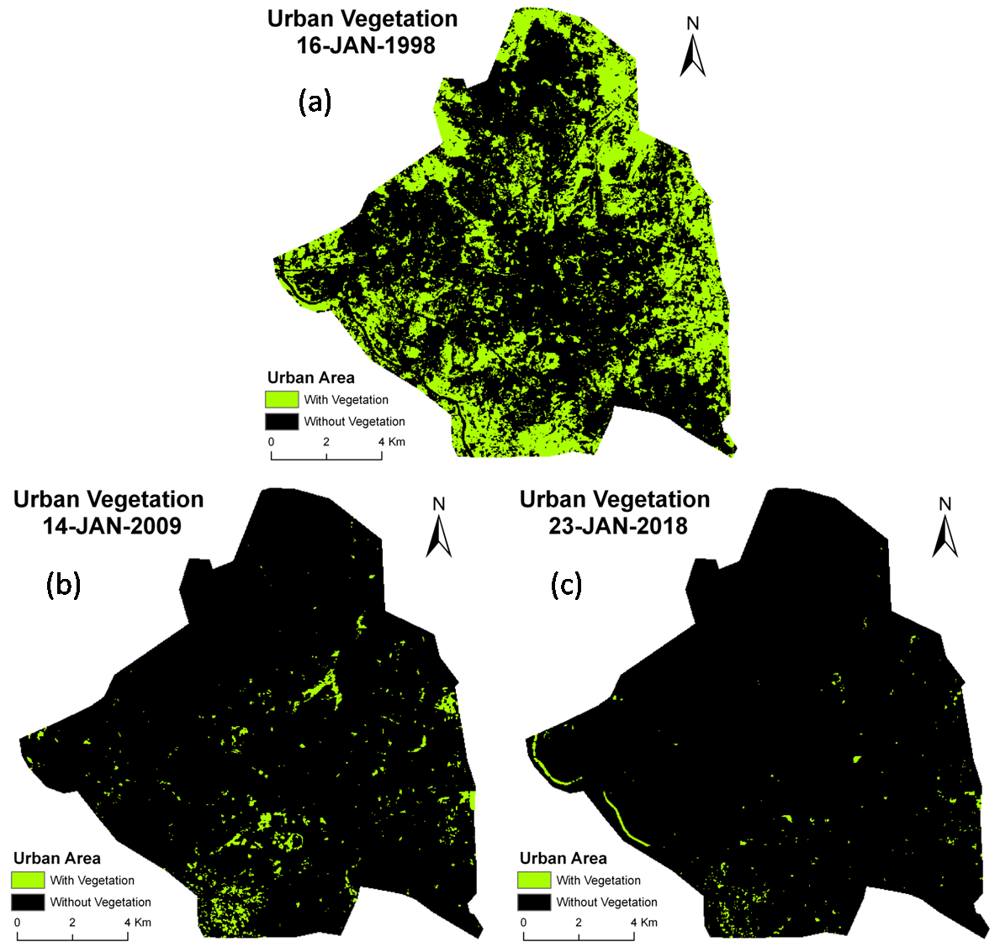 Urban Vegetation
16-JAN-1998
N
(a)
Urban Area
With Vegetation
Without Vegetation
0 2 4 Km
Urban Vegetation
14-JAN-2009
N
(b)
Urban Area
With Vegetation
Without Vegetation
0 2 4 Km
Urban Vegetation
23-JAN-2018
N
(c)
Urban Area
With Vegetation
Without Vegetation
0 2 4 Km